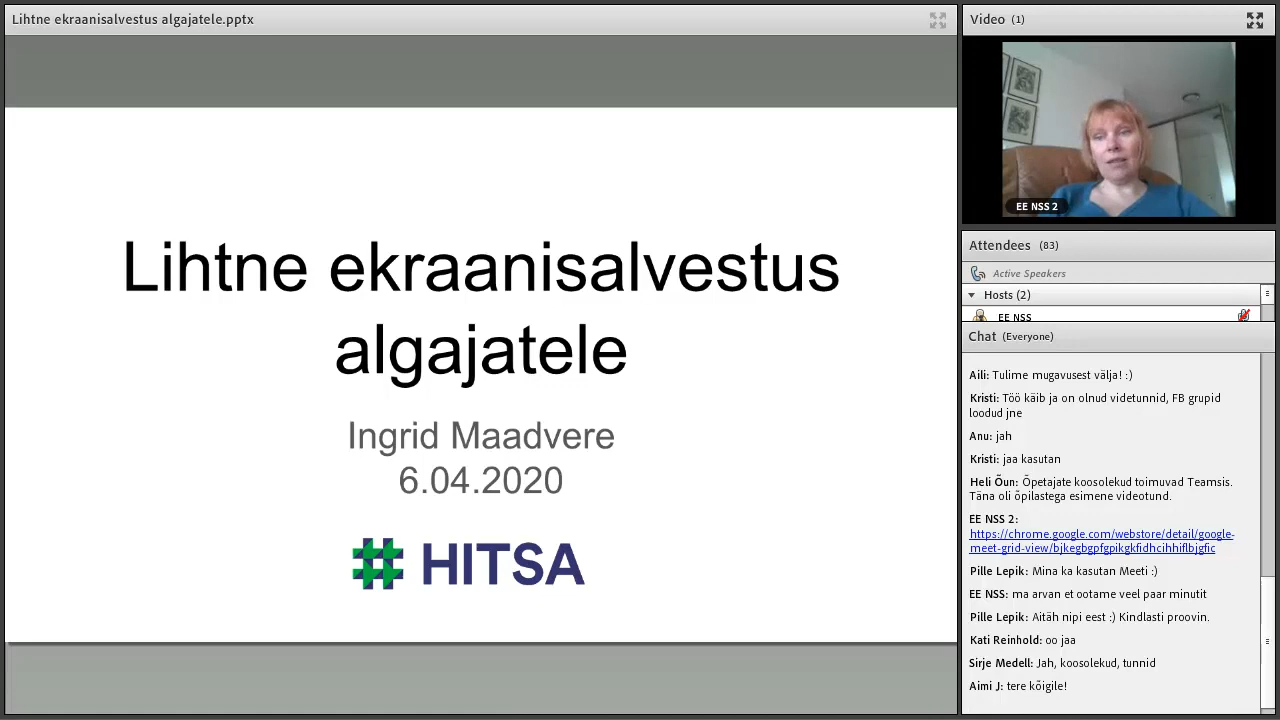 Lihtne ekraanisalvestus algajatele.pptx
Lihtne ekraanisalvestus
algajatele
Ingrid Maadvere
6.04.2020
HITSA
Video (1)
EE NSS 2
Attendees (83)
Active Speakers
Hosts (2)
EE NSS
Chat (Everyone)
Aili: Tulime mugavusest välja! :)
Kristi: Töö käib ja on olnud videtunnid, FB grupid
loodud jne
Anu: jah
Kristi: jaa kasutan
Heli Õun: Õpetajate koosolekud toimuvad Teamsis.
Täna oli õpilastega esimene videotund.
EE NSS 2:
https://chrome.google.com/webstore/detail/google-
meet-grid-view/bjkegbgpfgpikgkfidhcihhiflbjgfic
Pille Lepik: Mina ka kasutan Meeti :)
EE NSS: ma arvan et ootame veel paar minutit
Pille Lepik: Aitäh nipi eest :) Kindlasti proovin.
Kati Reinhold: oo jaa
Sirje Medell: Jah, koosolekud, tunnid
Aimi J: tere kõigile!